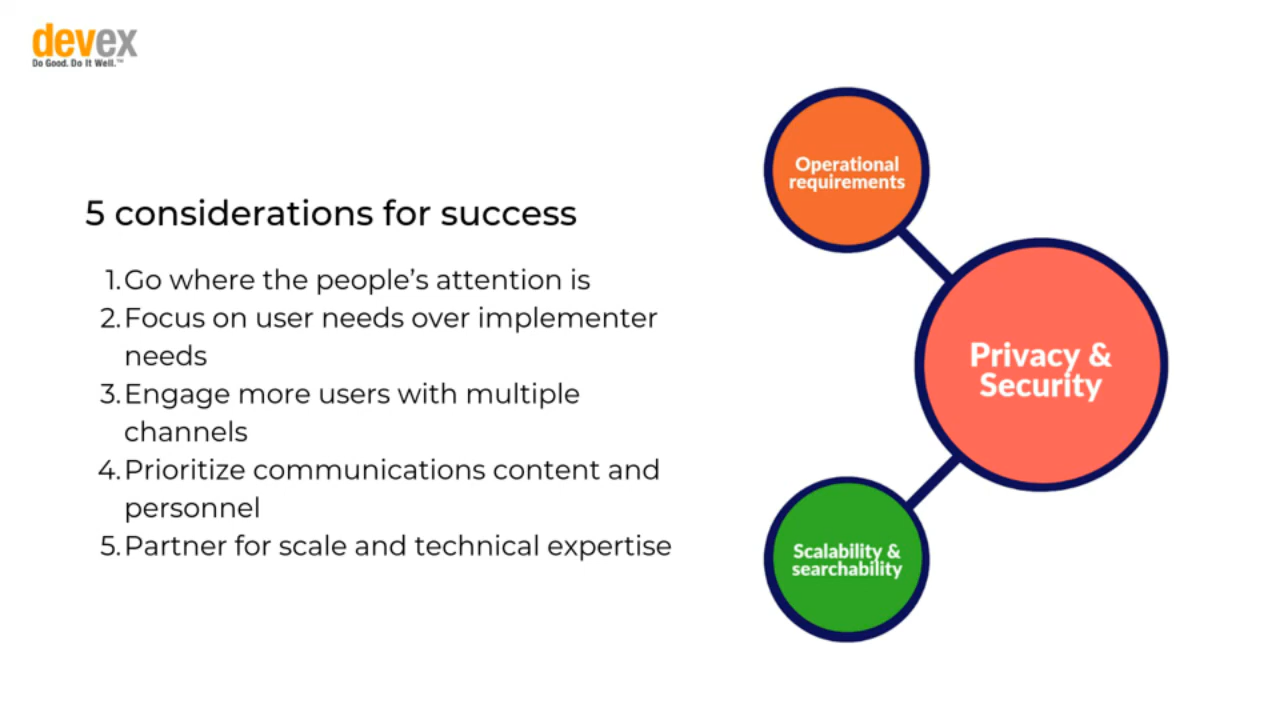 devex
Do Good. Do It Well.™
5 considerations for success
1. Go where the people's attention is
2. Focus on user needs over implementer
needs
3. Engage more users with multiple
channels
4. Prioritize communications content and
personnel
5. Partner for scale and technical expertise
Operational
requirements
Privacy &
Security
Scalability &
searchability